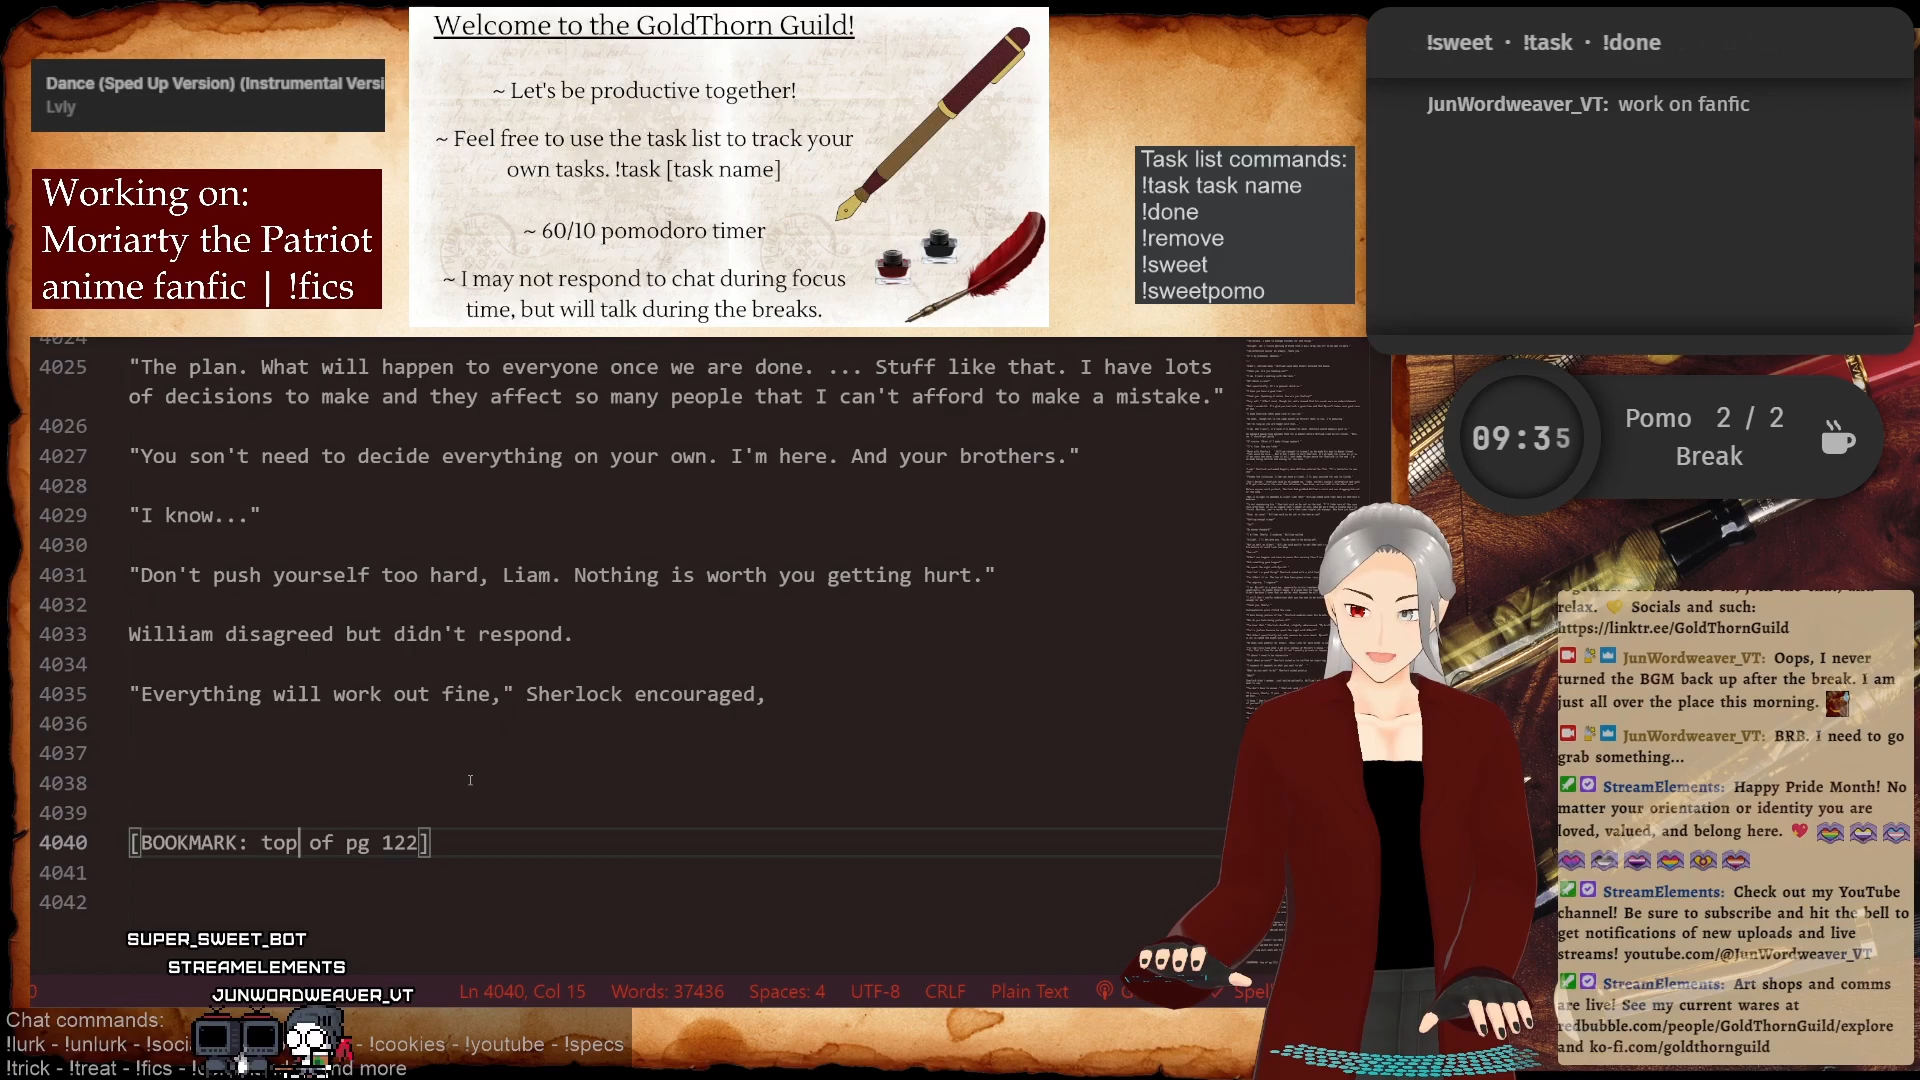 Dance (Sped Up Version) (Instrumental Versi
Lvly
Working on:
Moriarty the Patriot
anime fanfic | !fics
Welcome to the GoldThorn Guild!
~ Let's be productive together!
~ Feel free to use the task list to track your
own tasks. !task [task name]
~ 60/10 pomodoro timer
~ I may not respond to chat during focus
time, but will talk during the breaks.
Task list commands:
!task task name
!done
!remove
!sweet
!sweetpomo
!sweet · !task · !done
JunWordweaver_VT: work on fanfic
09:35
Pomo 2 / 2
Break
4024
4025 "The plan. What will happen to everyone once we are done. ... Stuff like that. I have lots
of decisions to make and they affect so many people that I can't afford to make a mistake."
4026
4027 "You son't need to decide everything on your own. I'm here. And your brothers."
4028
4029 "I know..."
4030
4031 "Don't push yourself too hard, Liam. Nothing is worth you getting hurt."
4032
4033 William disagreed but didn't respond.
4034
4035 "Everything will work out fine," Sherlock encouraged,
4036
4037
4038
4039
4040 [BOOKMARK: top of pg 122]
4041
4042
SUPER_SWEET_BOT
STREAMELEMENTS
JUNWORDWEAVER_VT
Ln 4040, Col 15 Words: 37436 Spaces: 4 UTF-8 CRLF Plain Text
Chat commands:
!lurk - !unlurk - !soci - !cookies - !youtube - !specs
!trick - !treat - !fics - and more
relax. 💛 Socials and such:
https://linktr.ee/GoldThornGuild
JunWordweaver_VT: Oops, I never
turned the BGM back up after the break. I am
just all over the place this morning.
JunWordweaver_VT: BRB. I need to go
grab something...
StreamElements: Happy Pride Month! No
matter your orientation or identity you are
loved, valued, and belong here. 💖
StreamElements: Check out my YouTube
channel! Be sure to subscribe and hit the bell to
get notifications of new uploads and live
streams! youtube.com/@JunWordweaver_VT
StreamElements: Art shops and comms
are live! See my current wares at
redbubble.com/people/GoldThornGuild/explore
and ko-fi.com/goldthornguild